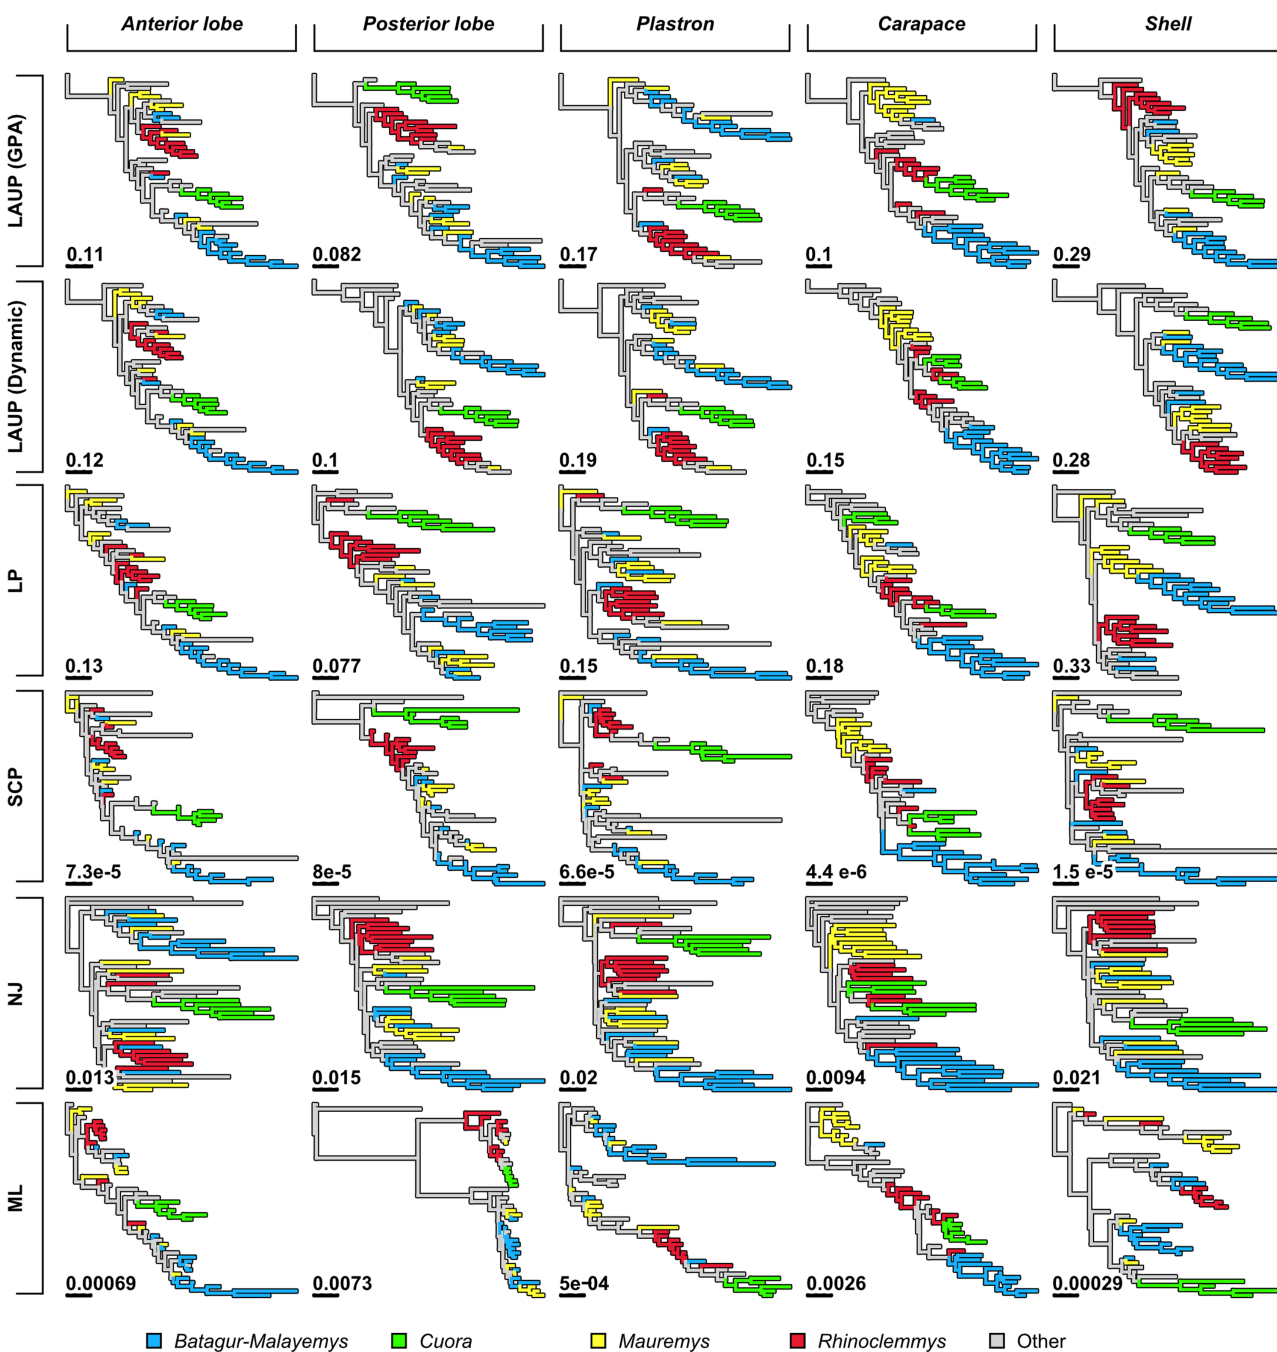 Anterior lobe Posterior lobe Plastron Carapace Shell
LAUP (GPA)
0.11 0.082 0.17 0.1 0.29
LAUP (Dynamic)
0.12 0.1 0.19 0.15 0.28
LP
0.13 0.077 0.15 0.18 0.33
SCP
7.3e-5 8e-5 6.6e-5 4.4 e-6 1.5 e-5
NJ
0.013 0.015 0.02 0.0094 0.021
ML
0.00069 0.0073 5e-04 0.0026 0.00029
Batagur-Malayemys Cuora Mauremys Rhinoclemmys Other